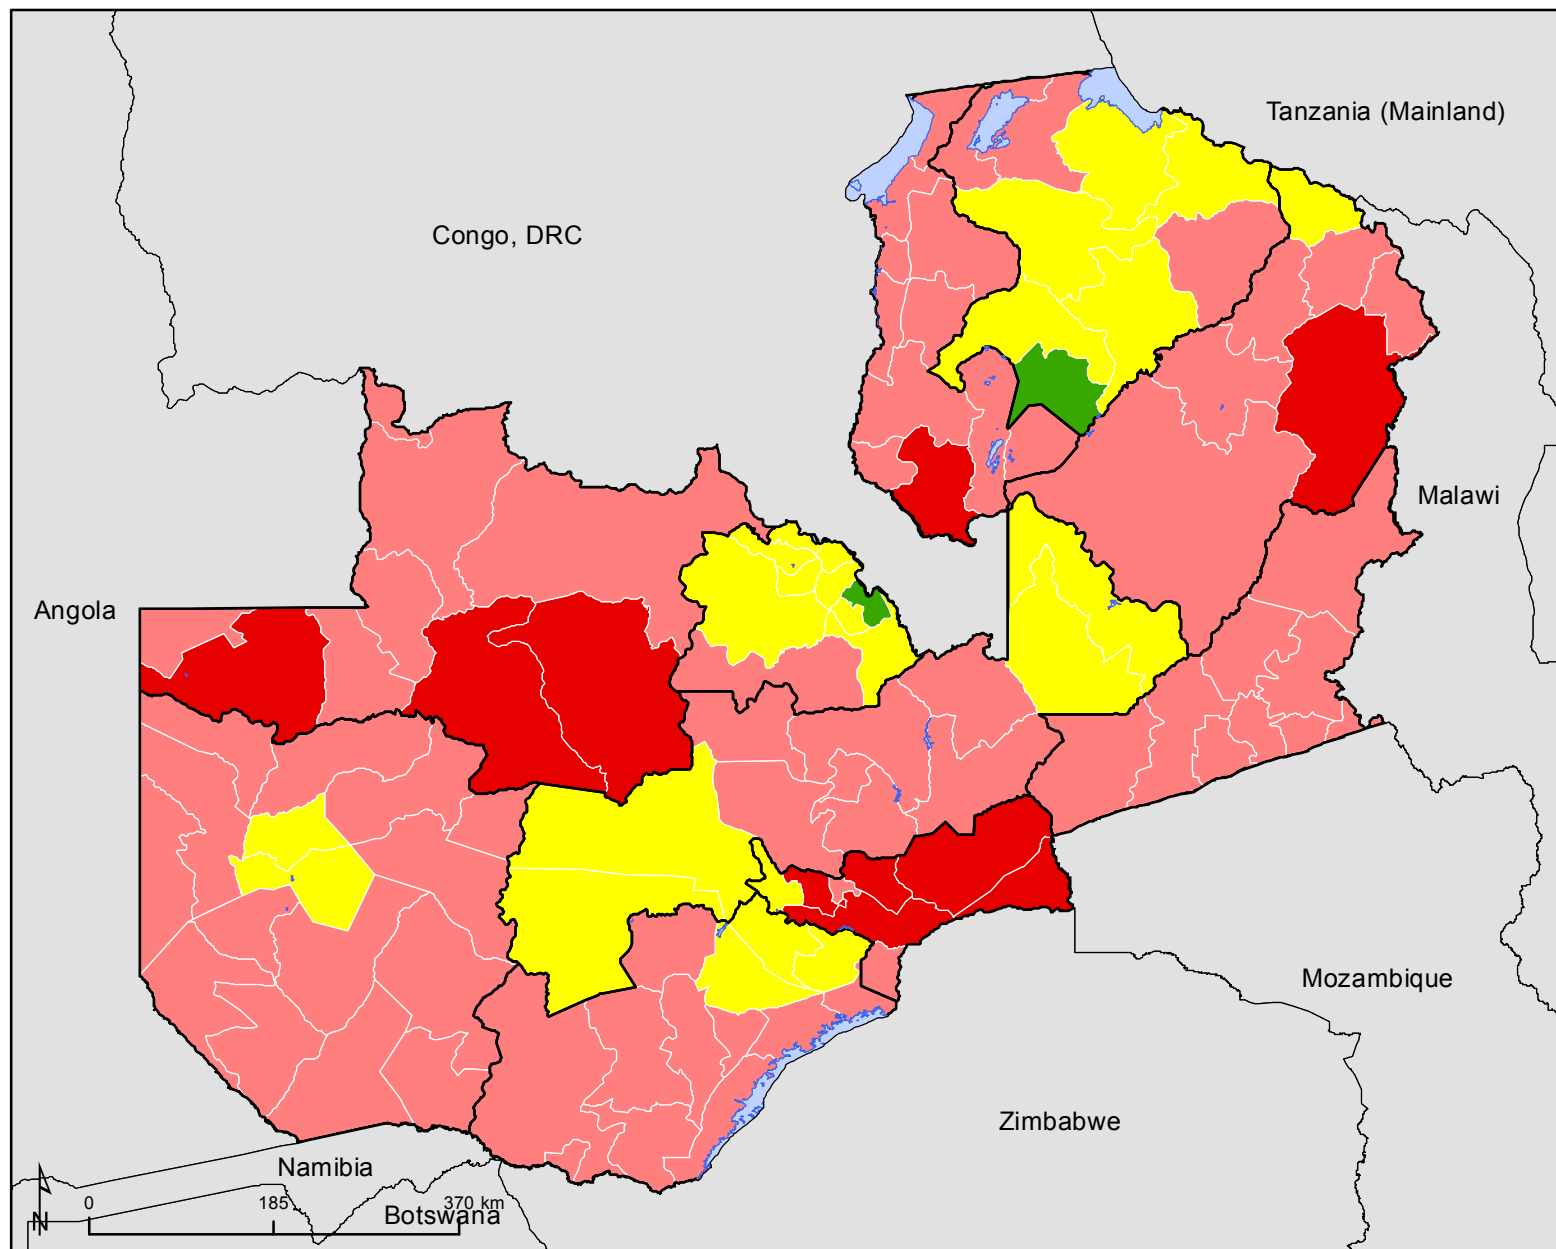 Tanzania (Mainland)
Congo, DRC
Malawi
Angola
Mozambique
Zimbabwe
Namibia
0 185 370 km
Botswana
N